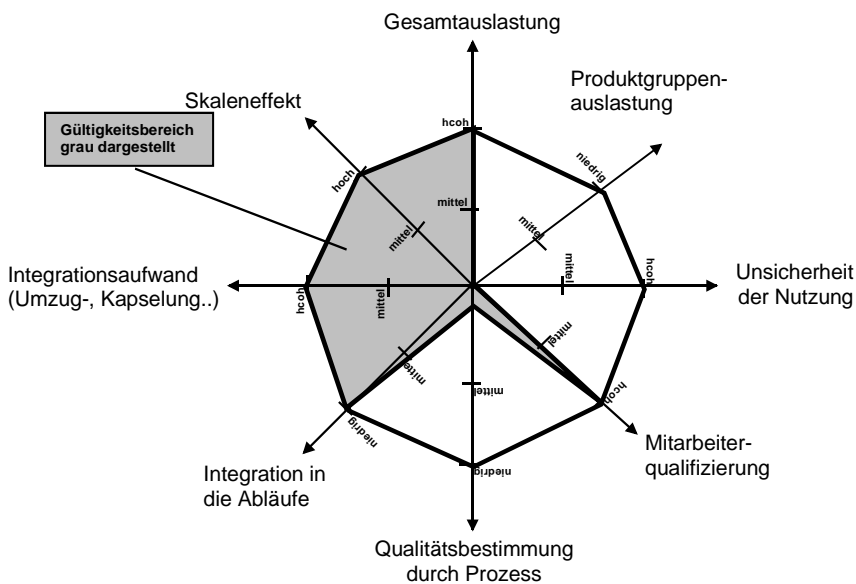 Gesamtauslastung
Produktgruppen-
auslastung
Skaleneffekt
Gültigkeitsbereich
grau dargestellt
hcoh
niedrig
hoch
mittel
mittel
mittel
Integrationsaufwand
(Umzug-, Kapselung..)
hcoh
mittel
mittel
hcoh
Unsicherheit
der Nutzung
mittel
mittel
mittel
hcoh
niedrig
niedrig
Mitarbeiter-
qualifizierung
Integration in
die Abläufe
Qualitätsbestimmung
durch Prozess